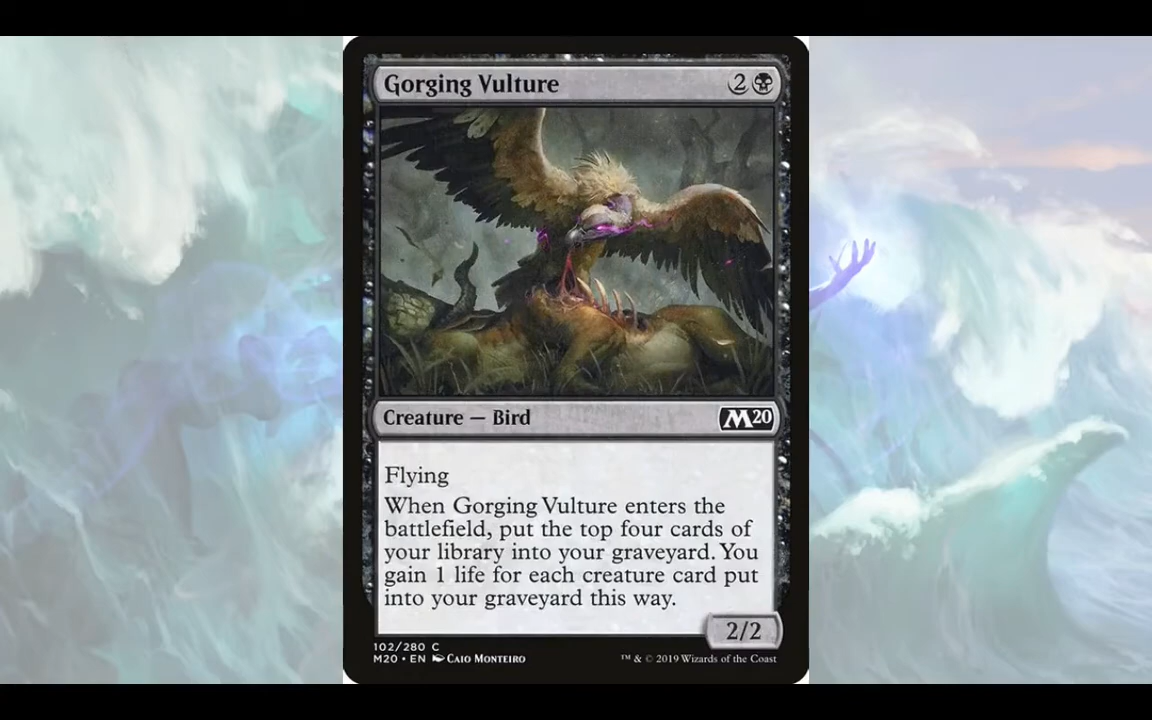 Gorging Vulture 2
Creature — Bird M20
Flying
When Gorging Vulture enters the
battlefield, put the top four cards of
your library into your graveyard. You
gain 1 life for each creature card put
into your graveyard this way.
2/2
102/280 C
M20 • EN CAIO MONTEIRO ™ & © 2019 Wizards of the Coast